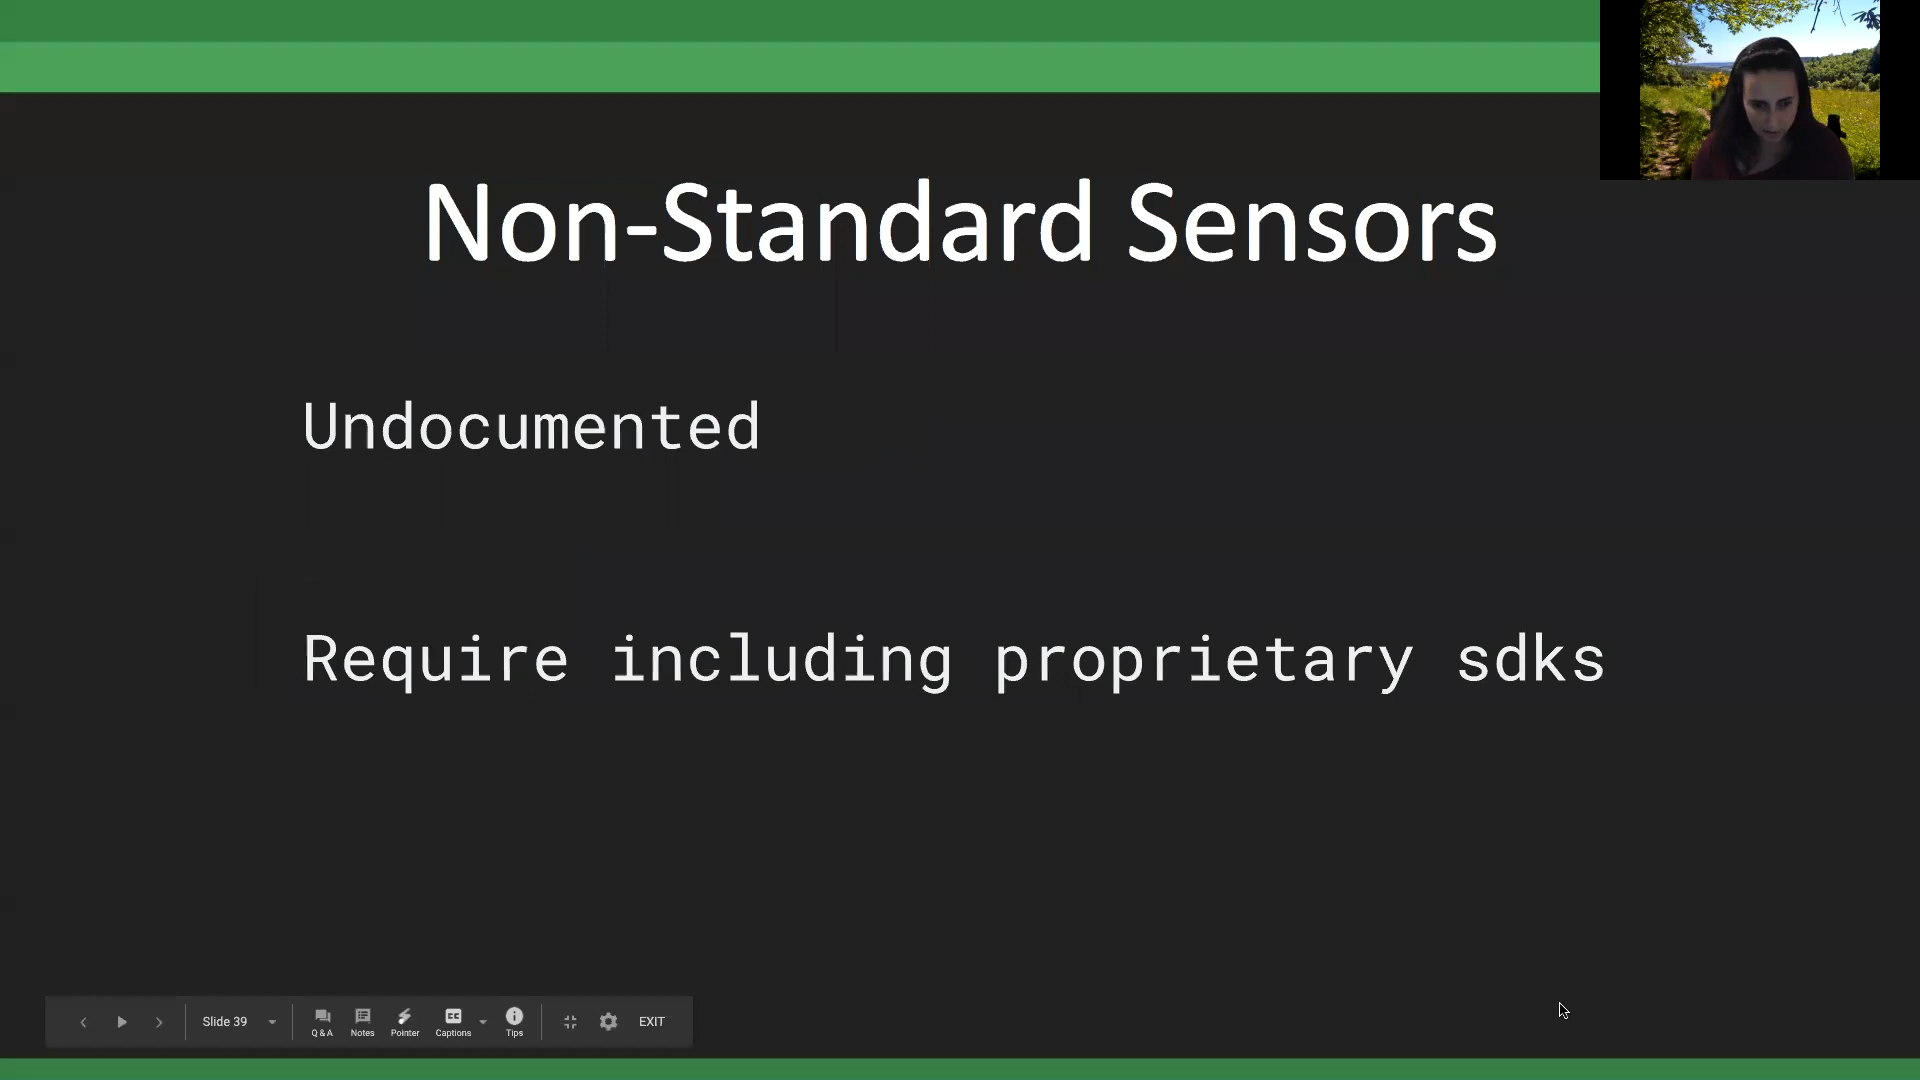 Non-Standard Sensors
Undocumented
Require including proprietary sdks
Slide 39
Q & A
Notes
Pointer
Captions
Tips
EXIT